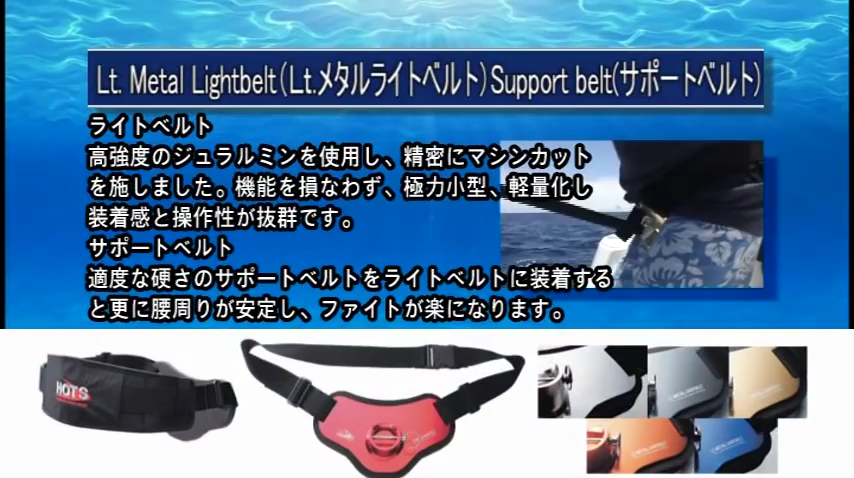 Lt. Metal Lightbelt(Lt.メタルライトベルト)Support belt(サポートベルト)
ライトベルト
高強度のジュラルミンを使用し、精密にマシンカット
を施しました。機能を損なわず、極力小型、軽量化し
装着感と操作性が抜群です。
サポートベルト
適度な硬さのサポートベルトをライトベルトに装着する
と更に腰周りが安定し、ファイトが楽になります。
HOTS